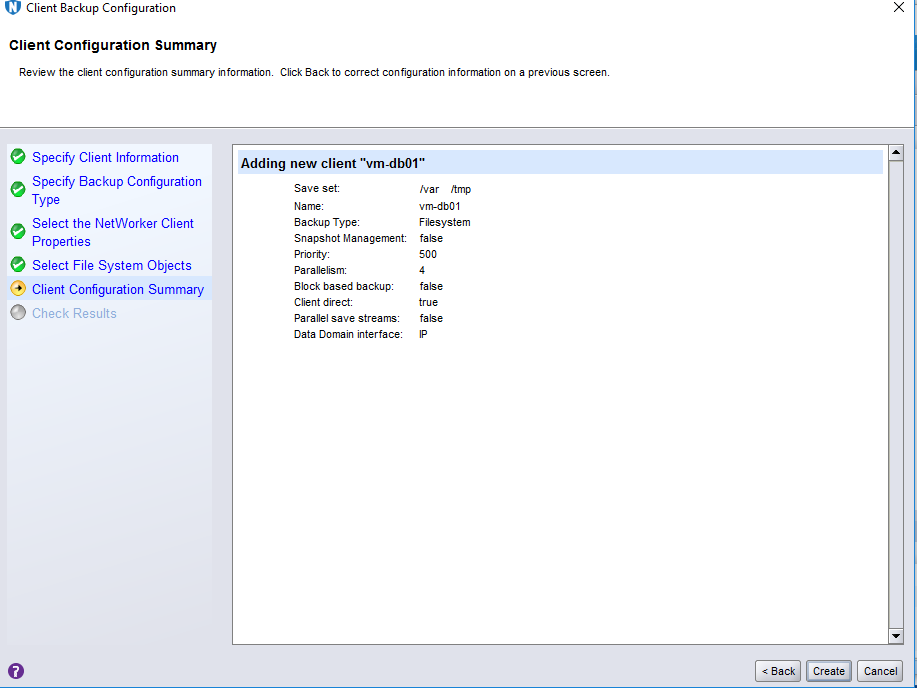 Client Backup Configuration
Client Configuration Summary
Review the client configuration summary information. Click Back to correct configuration information on a previous screen.
Specify Client Information
Specify Backup Configuration
Type
Select the NetWorker Client
Properties
Select File System Objects
Client Configuration Summary
Check Results
Adding new client "vm-db01"
Save set: /var /tmp
Name: vm-db01
Backup Type: Filesystem
Snapshot Management: false
Priority: 500
Parallelism: 4
Block based backup: false
Client direct: true
Parallel save streams: false
Data Domain interface: IP
?
< Back Create Cancel